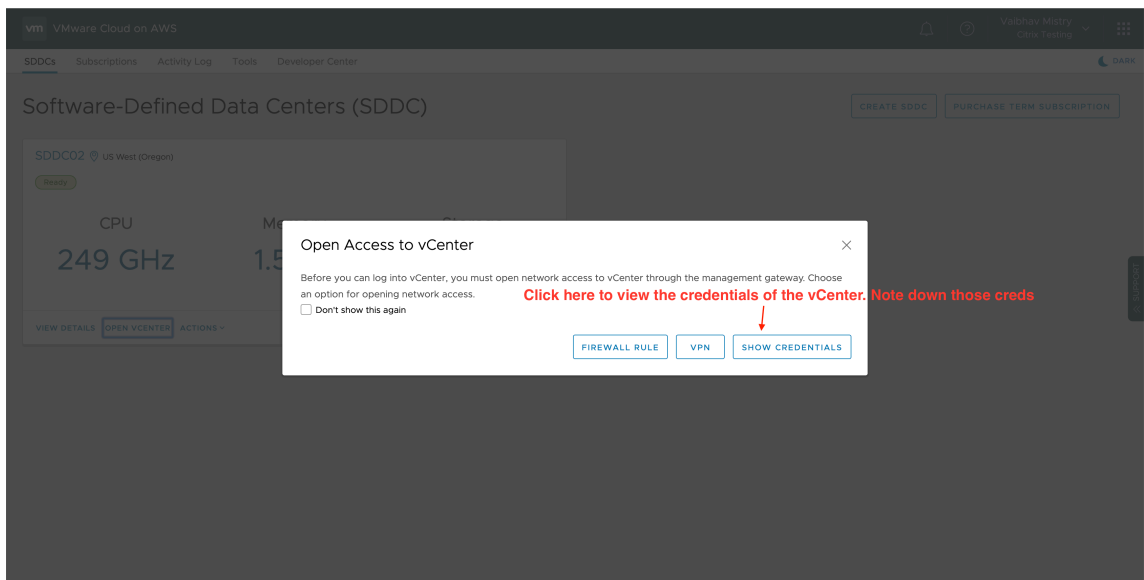 vm VMware Cloud on AWS
Vaibhav Mistry
Citrix Testing
SDDCs Subscriptions Activity Log Tools Developer Center DARK
Software-Defined Data Centers (SDDC)
CREATE SDDC PURCHASE TERM SUBSCRIPTION
SDDC02 US West (Oregon)
Ready
CPU
249 GHz 1.5
Open Access to vCenter
Before you can log into vCenter, you must open network access to vCenter through the management gateway. Choose
an option for opening network access.
Click here to view the credentials of the vCenter. Note down those creds
Don't show this again
FIREWALL RULE VPN SHOW CREDENTIALS
VIEW DETAILS OPEN VCENTER ACTIONS
SUPPORT